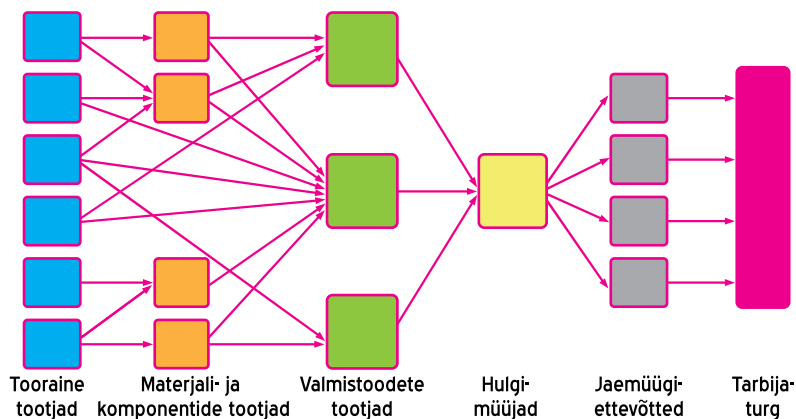 Tooraine
tootjad
Materjali- ja
komponentide tootjad
Valmistoodete
tootjad
Hulgi-
müüjad
Jaemüügi-
ettevõtted
Tarbija-
turg